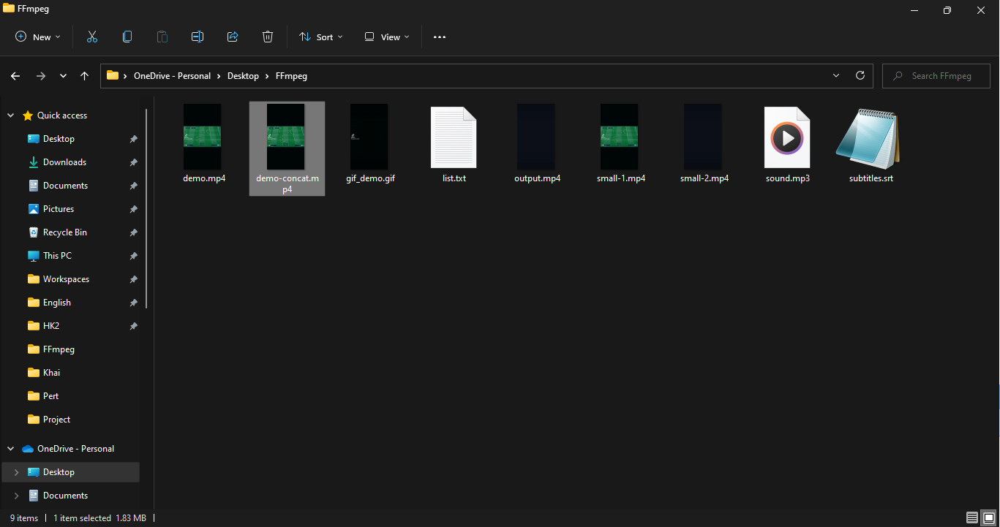 FFmpeg
New
Sort
View
OneDrive - Personal
Desktop
FFmpeg
Search FFmpeg
Quick access
Desktop
Downloads
Documents
Pictures
Recycle Bin
This PC
Workspaces
English
HK2
FFmpeg
Khai
Pert
Project
OneDrive - Personal
Desktop
Documents
demo.mp4
demo-concat.m
p4
gif_demo.gif
list.txt
output.mp4
small-1.mp4
small-2.mp4
sound.mp3
subtitles.srt
9 items
1 item selected 1.83 MB